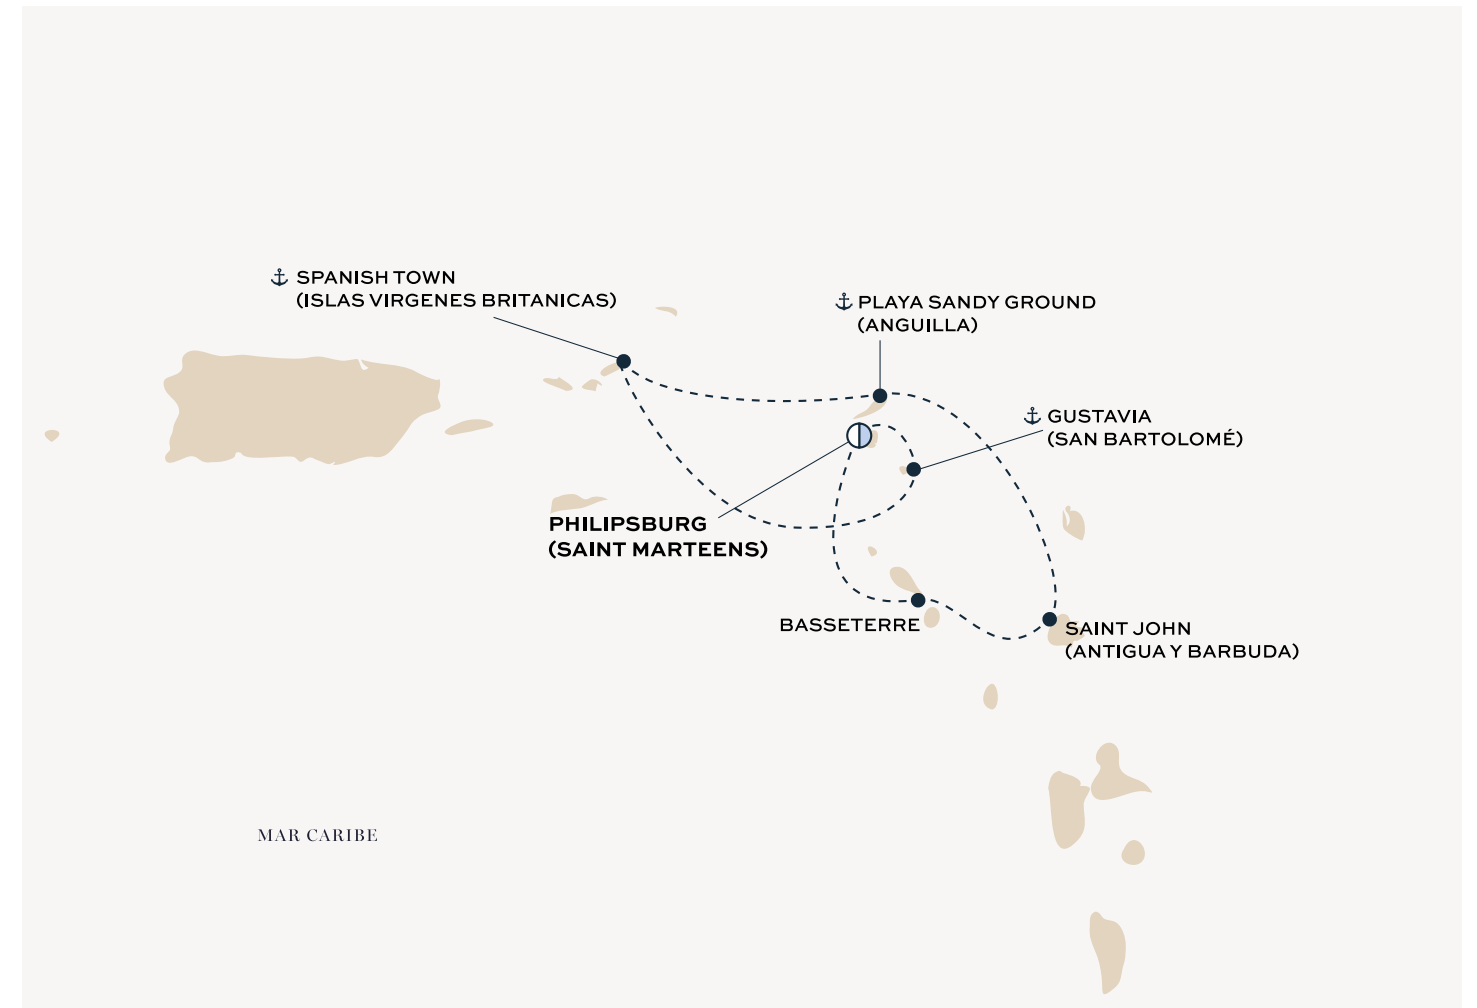 SPANISH TOWN
(ISLAS VIRGENES BRITANICAS)
PLAYA SANDY GROUND
(ANGUILLA)
GUSTAVIA
(SAN BARTOLOMÉ)
PHILIPSBURG
(SAINT MARTEENS)
BASSETERRE
SAINT JOHN
(ANTIGUA Y BARBUDA)
MAR CARIBE